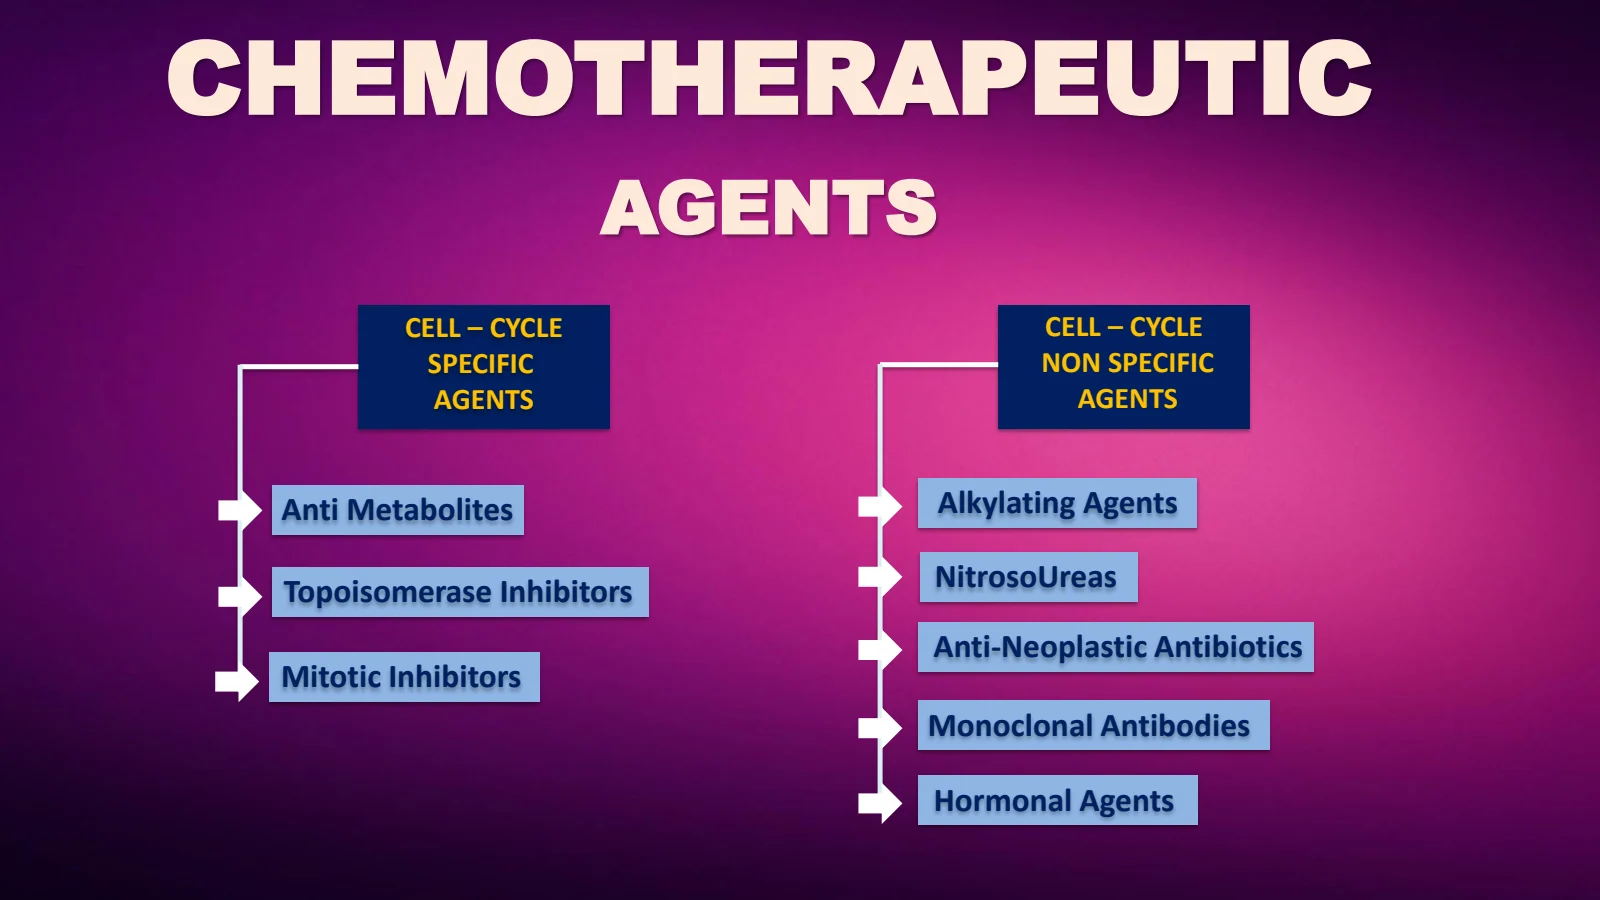 CHEMOTHERAPEUTIC
AGENTS
CELL – CYCLE
SPECIFIC
AGENTS
Anti Metabolites
Topoisomerase Inhibitors
Mitotic Inhibitors
CELL – CYCLE
NON SPECIFIC
AGENTS
Alkylating Agents
NitrosoUreas
Anti-Neoplastic Antibiotics
Monoclonal Antibodies
Hormonal Agents